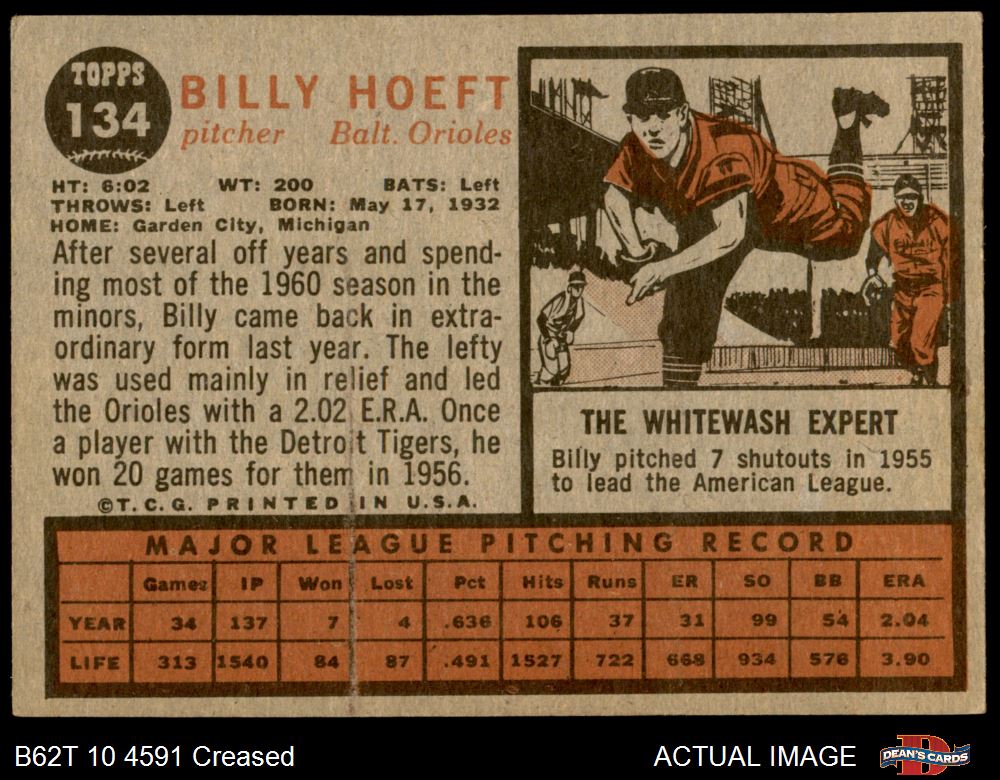 TOPPS
134
BILLY HOEFT
pitcher Balt. Orioles
HT: 6:02 WT: 200 BATS: Left
THROWS: Left BORN: May 17, 1932
HOME: Garden City, Michigan
After several off years and spend-
ing most of the 1960 season in the
minors, Billy came back in extra-
ordinary form last year. The lefty
was used mainly in relief and led
the Orioles with a 2.02 E.R.A. Once
a player with the Detroit Tigers, he
won 20 games for them in 1956.
©T.C.G. PRINTED IN U.S.A.
THE WHITEWASH EXPERT
Billy pitched 7 shutouts in 1955
to lead the American League.
MAJOR LEAGUE PITCHING RECORD
Games IP Won Lost Pct Hits Runs ER SO BB ERA
YEAR 34 137 7 4 .636 106 37 31 99 54 2.04
LIFE 313 1540 84 87 .491 1527 722 668 934 576 3.90
B62T 10 4591 Creased ACTUAL IMAGE DEAN'S CARDS